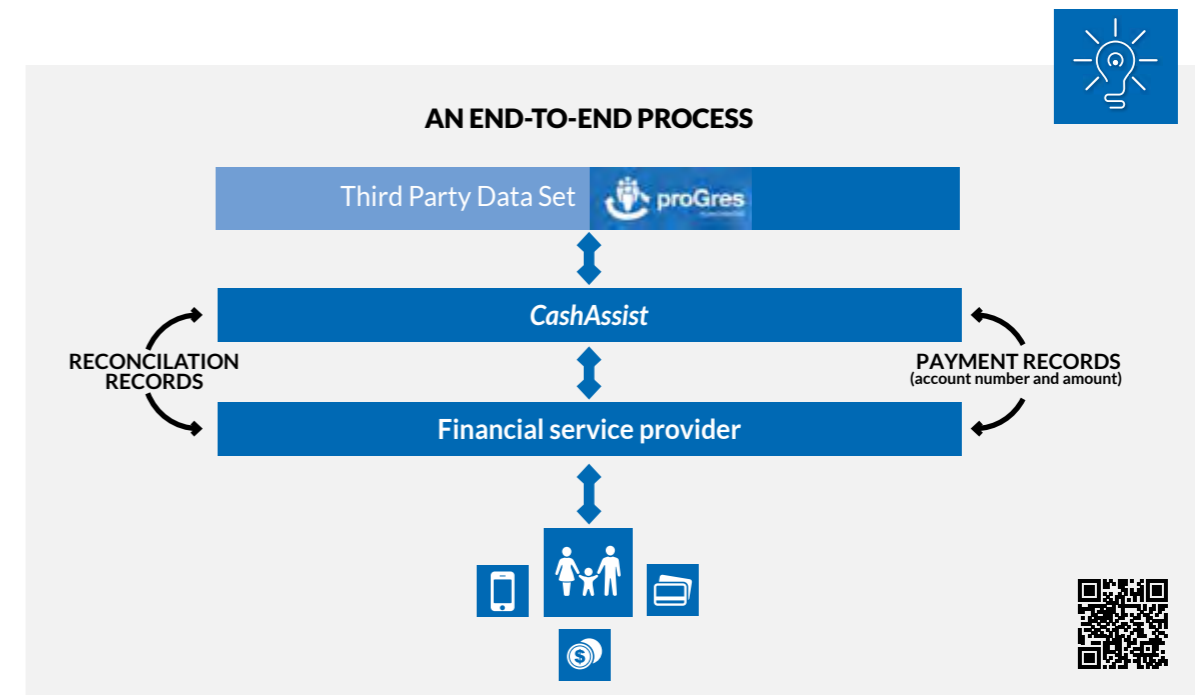 AN END-TO-END PROCESS
Third Party Data Set
proGres
CashAssist
RECONCILATION
RECORDS
PAYMENT RECORDS
(account number and amount)
Financial service provider
$